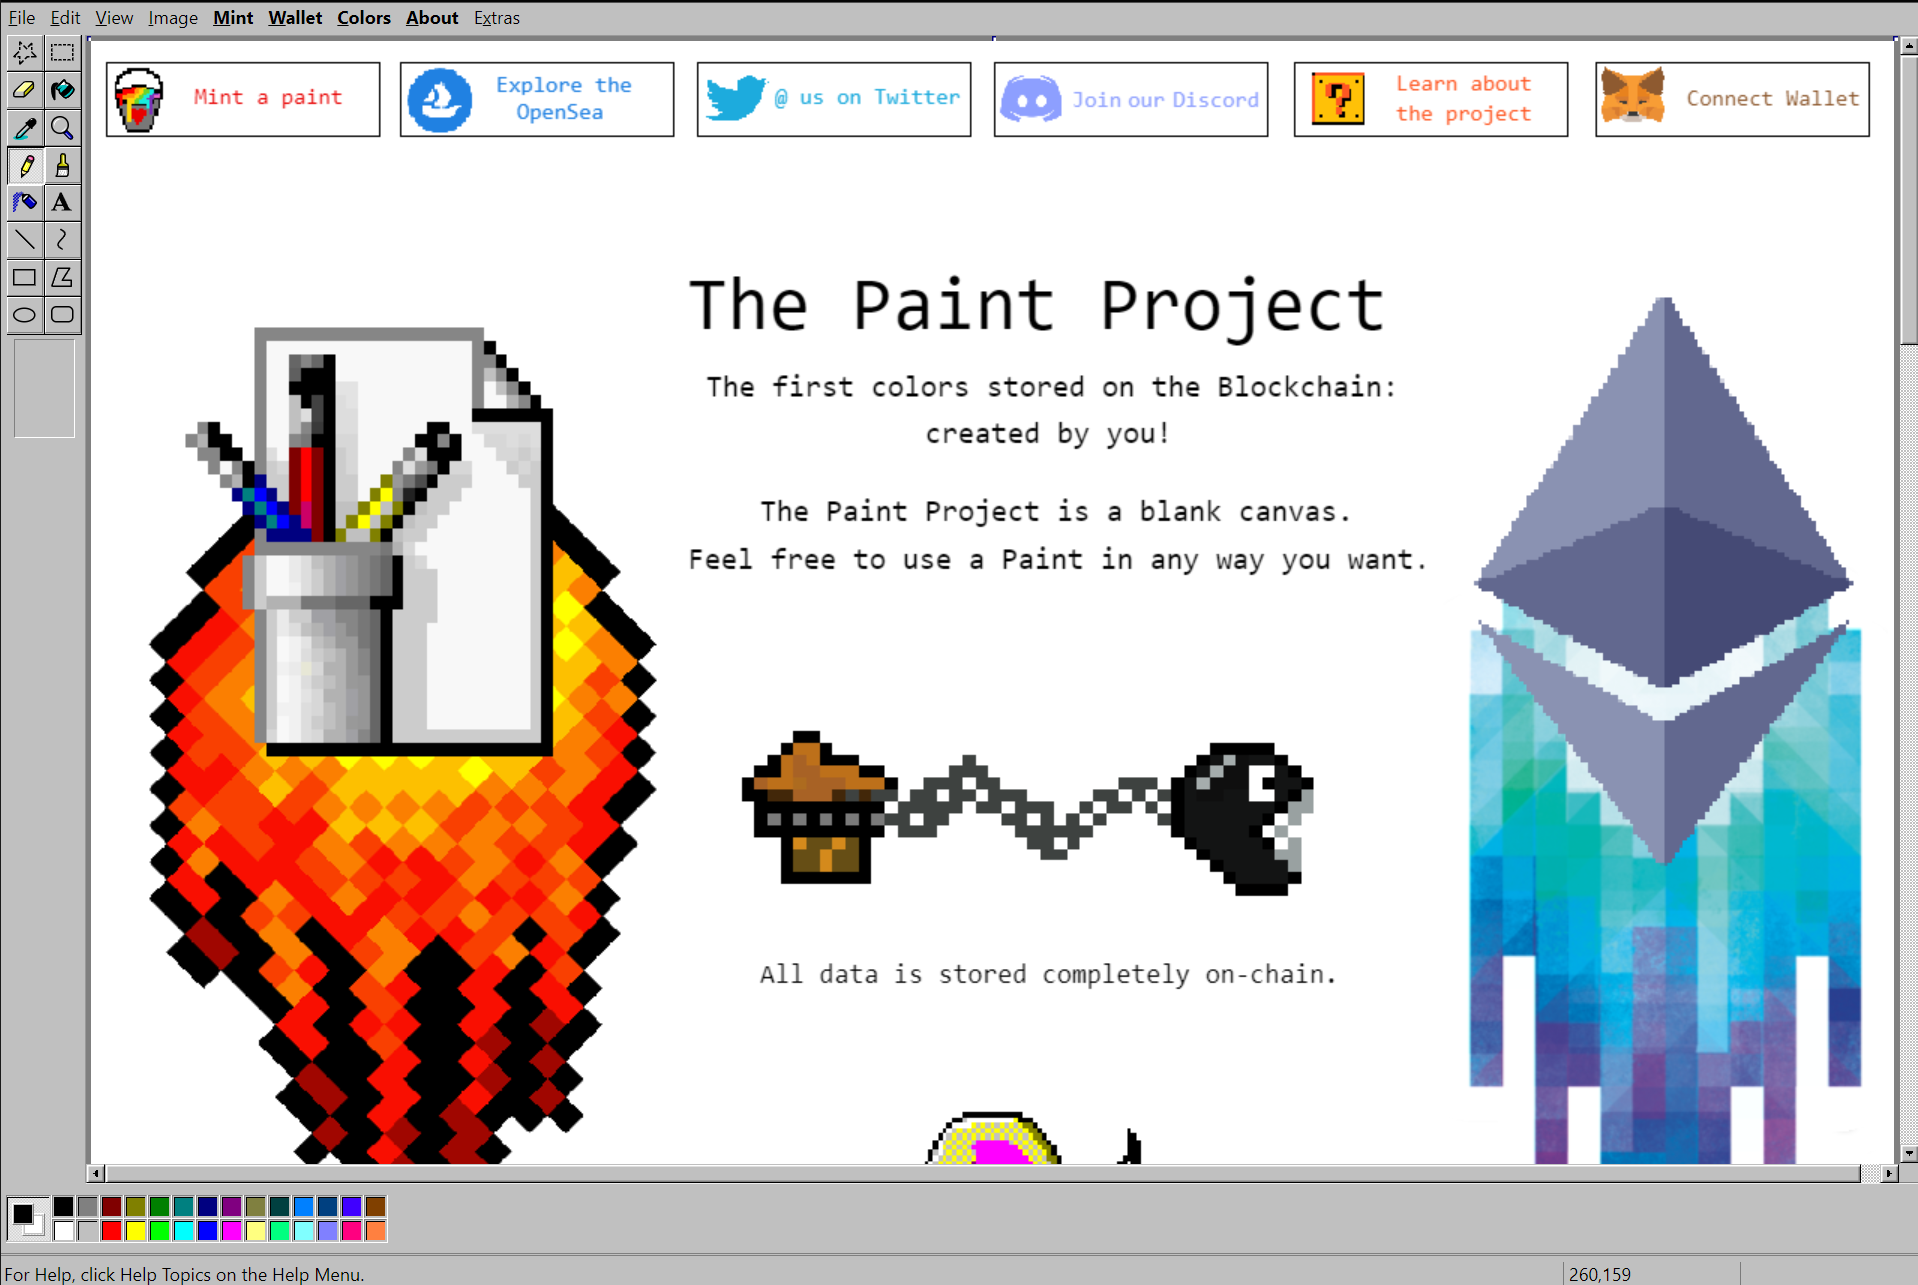 File Edit View Image Mint Wallet Colors About Extras
Mint a paint
Explore the
OpenSea
@ us on Twitter
Join our Discord
Learn about
the project
Connect Wallet
A
?
The Paint Project
The first colors stored on the Blockchain:
created by you!
The Paint Project is a blank canvas.
Feel free to use a Paint in any way you want.
All data is stored completely on-chain.
For Help, click Help Topics on the Help Menu.
260,159